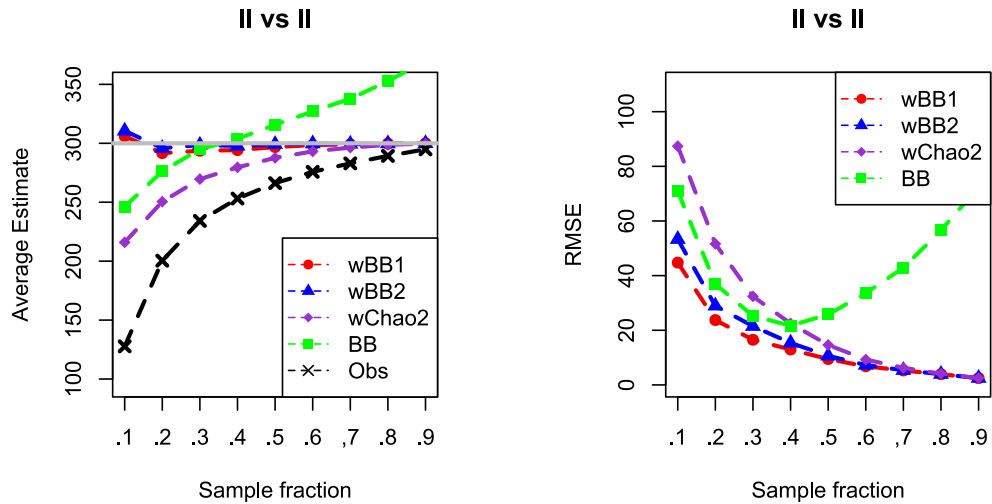 II vs II
Average Estimate
350
300
250
200
150
100
wBB1
wBB2
wChao2
BB
Obs
.1 .2 .3 .4 .5 .6 ,7 .8 .9
Sample fraction
II vs II
RMSE
100
80
60
40
20
0
wBB1
wBB2
wChao2
BB
.1 .2 .3 .4 .5 .6 ,7 .8 .9
Sample fraction